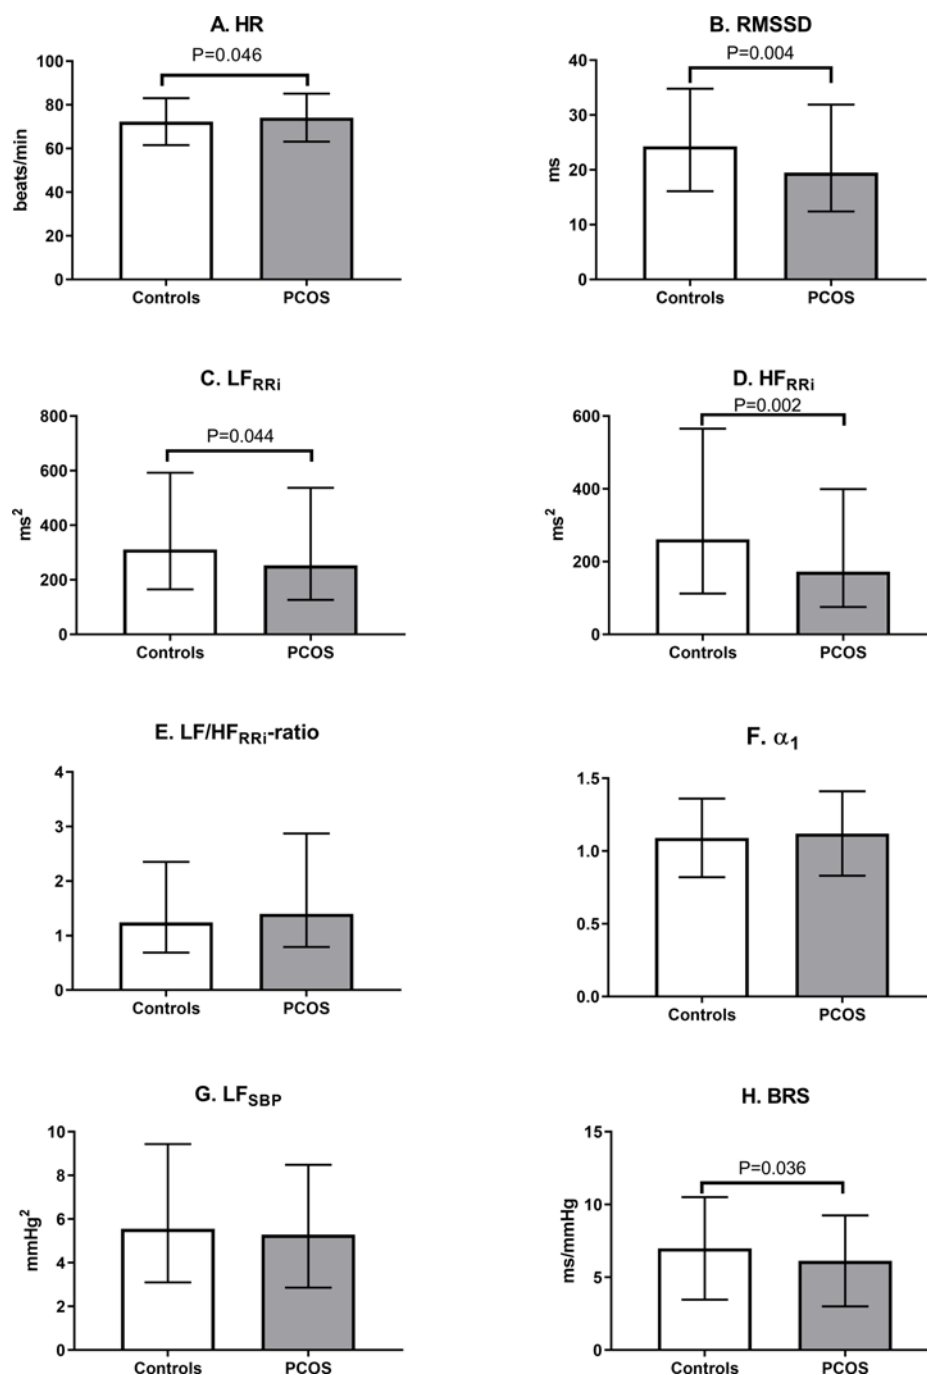 A. HR
P=0.046
100
80
60
40
20
0
beats/min
Controls PCOS
B. RMSSD
P=0.004
40
30
20
10
0
ms
Controls PCOS
C. LF_RRi
P=0.044
800
600
400
200
0
ms²
Controls PCOS
D. HF_RRi
P=0.002
600
400
200
0
ms²
Controls PCOS
E. LF/HF_RRi-ratio
4
3
2
1
0
Controls PCOS
F. α₁
1.5
1.0
0.5
0.0
Controls PCOS
G. LF_SBP
10
8
6
4
2
0
mmHg²
Controls PCOS
H. BRS
P=0.036
15
10
5
0
ms/mmHg
Controls PCOS